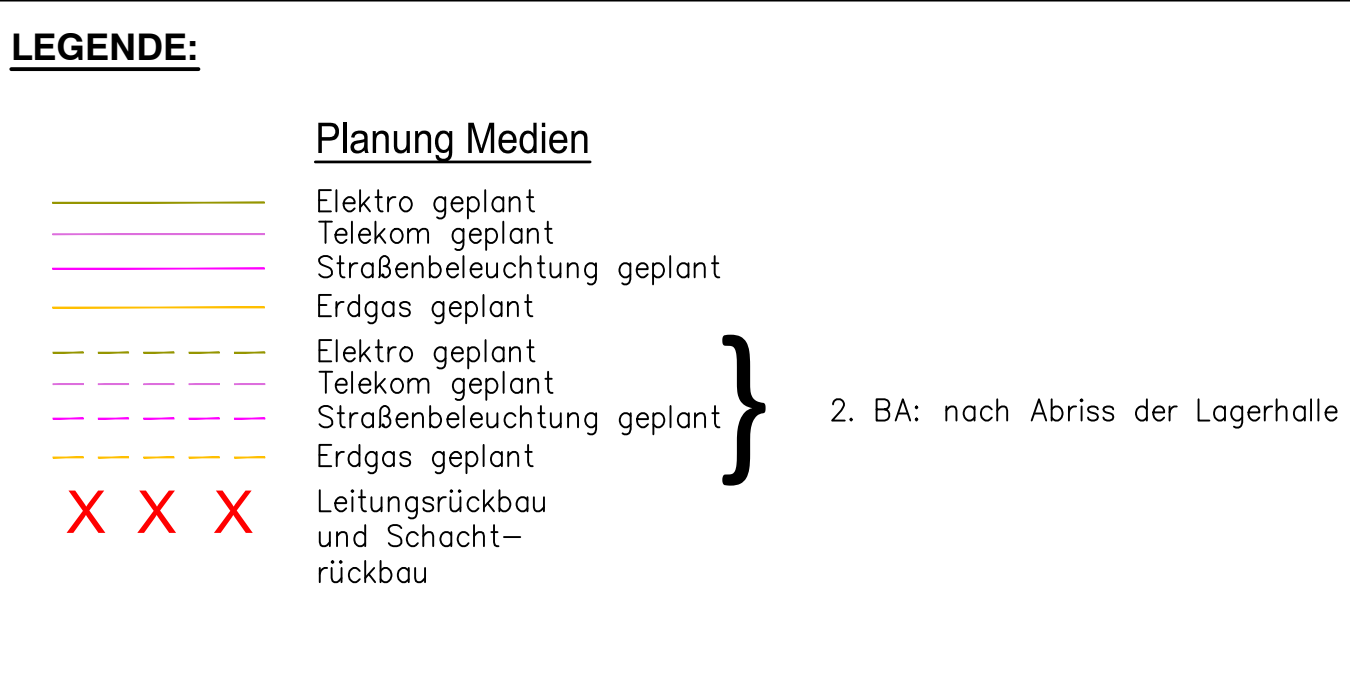 LEGENDE:
Planung Medien
Elektro geplant
Telekom geplant
Straßenbeleuchtung geplant
Erdgas geplant
Elektro geplant
Telekom geplant
Straßenbeleuchtung geplant
Erdgas geplant
} 2. BA: nach Abriss der Lagerhalle
X X X
Leitungsrückbau
und Schacht–
rückbau